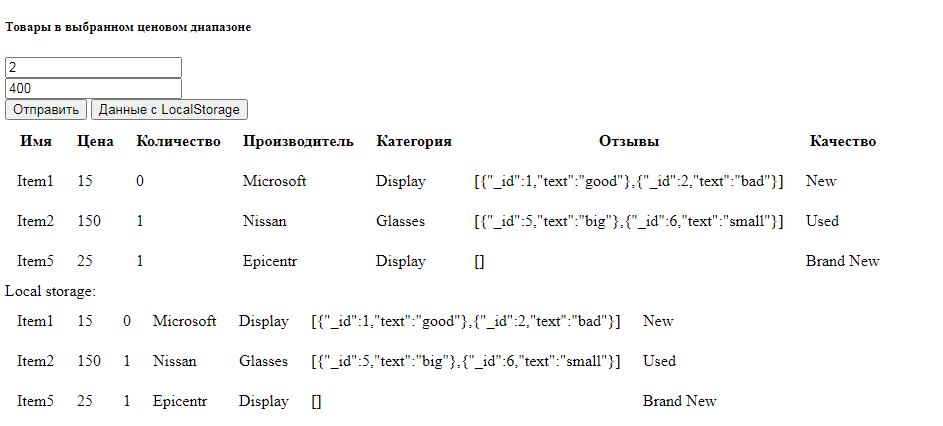 Товары в выбранном ценовом диапазоне
2
400
Отправить Данные с LocalStorage
Имя Цена Количество Производитель Категория Отзывы Качество
Item1 15 0 Microsoft Display [{"_id":1,"text":"good"},{"_id":2,"text":"bad"}] New
Item2 150 1 Nissan Glasses [{"_id":5,"text":"big"},{"_id":6,"text":"small"}] Used
Item5 25 1 Epicentr Display [] Brand New
Local storage:
Item1 15 0 Microsoft Display [{"_id":1,"text":"good"},{"_id":2,"text":"bad"}] New
Item2 150 1 Nissan Glasses [{"_id":5,"text":"big"},{"_id":6,"text":"small"}] Used
Item5 25 1 Epicentr Display [] Brand New